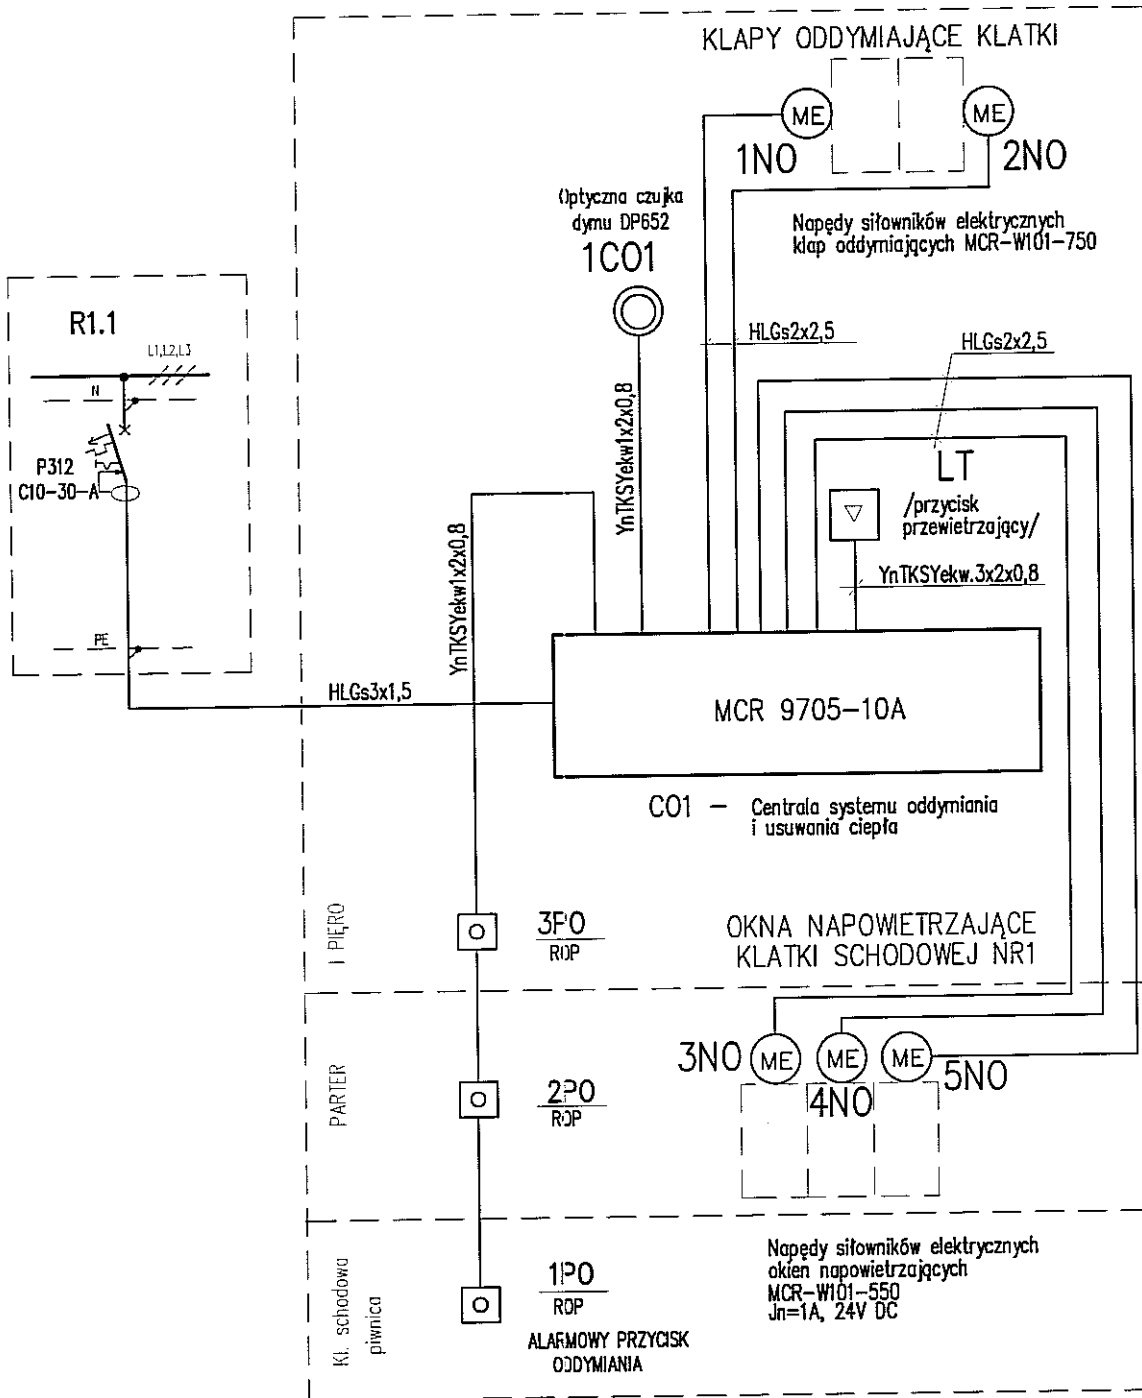 KLAPY ODDYMIAJĄCE KLATKI
ME
ME
1NO
2NO
Optyczna czujka
dymu DP652
1CO1
Napędy siłowników elektrycznych
klap oddymiających MCR-W101-750
R1.1
L1,L2,L3
N
P312
C10-30-A
PE
HLGs2x2,5
HLGs2x2,5
YnTKSYekw1x2x0,8
YnTKSYekw1x2x0,8
LT
/przycisk
przewietrzający/
YnTKSYekw.3x2x0,8
HLGs3x1,5
MCR 9705-10A
CO1 - Centrala systemu oddymiania
i usuwania ciepła
I PIĘRO
3PO
ROP
OKNA NAPOWIETRZAJĄCE
KLATKI SCHODOWEJ NR1
PARTER
2PO
ROP
3NO
ME
ME
ME
4NO
5NO
Kl. schodowa
piwnica
1PO
ROP
ALARMOWY PRZYCISK
ODDYMIANIA
Napędy siłowników elektrycznych
okien napowietrzających
MCR-W101-550
Jn=1A, 24V DC